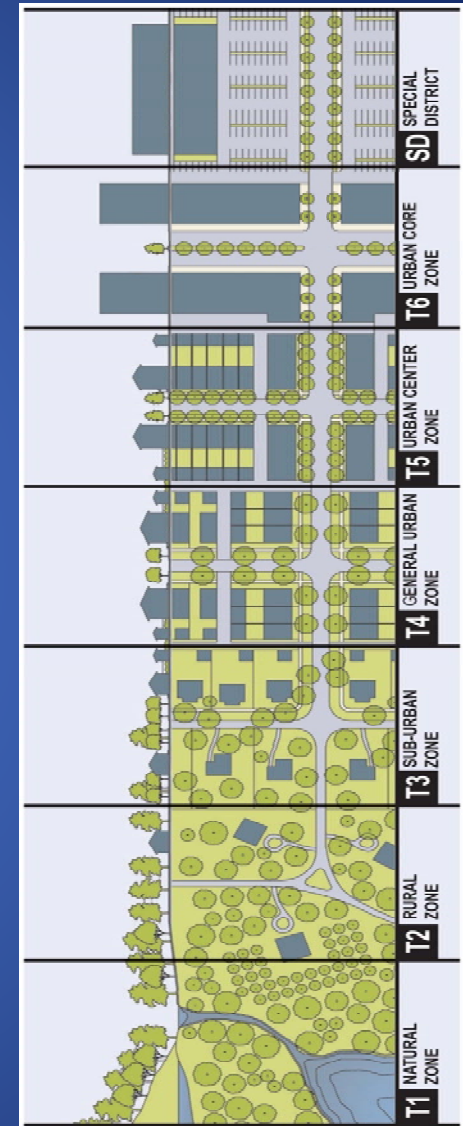 T1 NATURAL
ZONE
T2 RURAL
ZONE
T3 SUB-URBAN
ZONE
T4 GENERAL URBAN
ZONE
T5 URBAN CENTER
ZONE
T6 URBAN CORE
ZONE
SD SPECIAL
DISTRICT